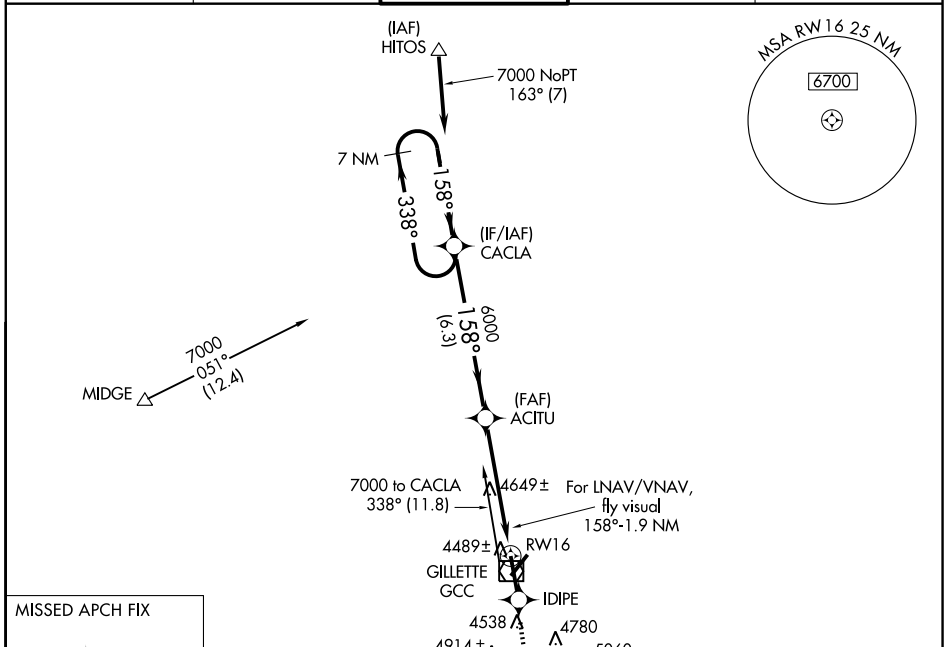 (IAF)
HITOS
7000 NoPT
163° (7)
MSA RW16 25 NM
6700
7 NM
158°
338°
(IF/IAF)
CACLA
6000
158°
(6.3)
7000
051°
(12.4)
MIDGE
(FAF)
ACITU
7000 to CACLA
338° (11.8)
4649±
For LNAV/VNAV,
fly visual
158°-1.9 NM
4489±
RW16
GILLETTE
GCC
IDIPE
MISSED APCH FIX
4538
4780
4914±